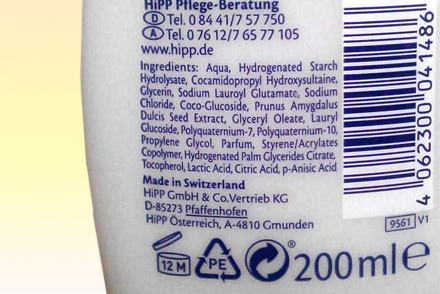 HiPP Pflege-Beratung
D Tel. 0 84 41/7 57 750
A Tel. 0 76 12/7 65 77 105
www.hipp.de
Ingredients: Aqua, Hydrogenated Starch
Hydrolysate, Cocamidopropyl Hydroxysultaine,
Glycerin, Sodium Lauroyl Glutamate, Sodium
Chloride, Coco-Glucoside, Prunus Amygdalus
Dulcis Seed Extract, Glyceryl Oleate, Lauryl
Glucoside, Polyquaternium-7, Polyquaternium-10,
Propylene Glycol, Parfum, Styrene/Acrylates
Copolymer, Hydrogenated Palm Glycerides Citrate,
Tocopherol, Lactic Acid, Citric Acid, p-Anisic Acid
Made in Switzerland
HiPP GmbH & Co.Vertrieb KG
D-85273 Pfaffenhofen
HiPP Österreich, A-4810 Gmunden
4 062300 041486
9561 V1
12 M
PE
®
200 ml e